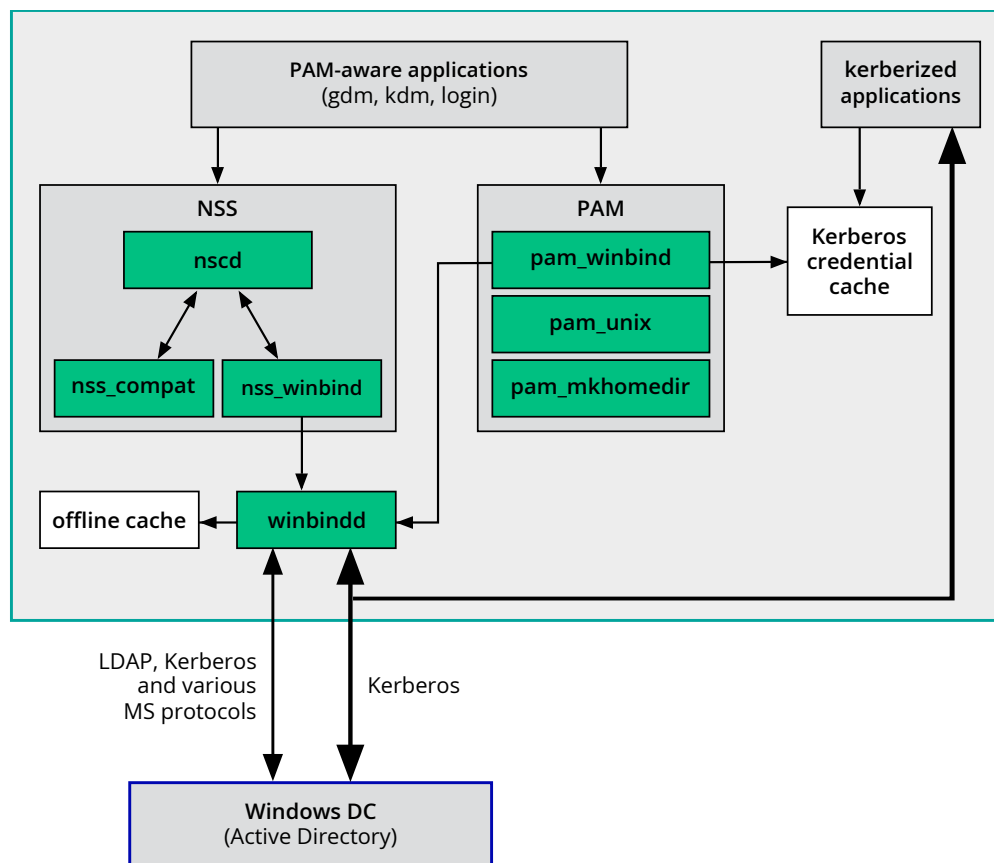 PAM-aware applications
(gdm, kdm, login)
kerberized
applications
NSS
nscd
nss_compat
nss_winbind
PAM
pam_winbind
pam_unix
pam_mkhomedir
Kerberos
credential
cache
offline cache
winbindd
LDAP, Kerberos
and various
MS protocols
Kerberos
Windows DC
(Active Directory)